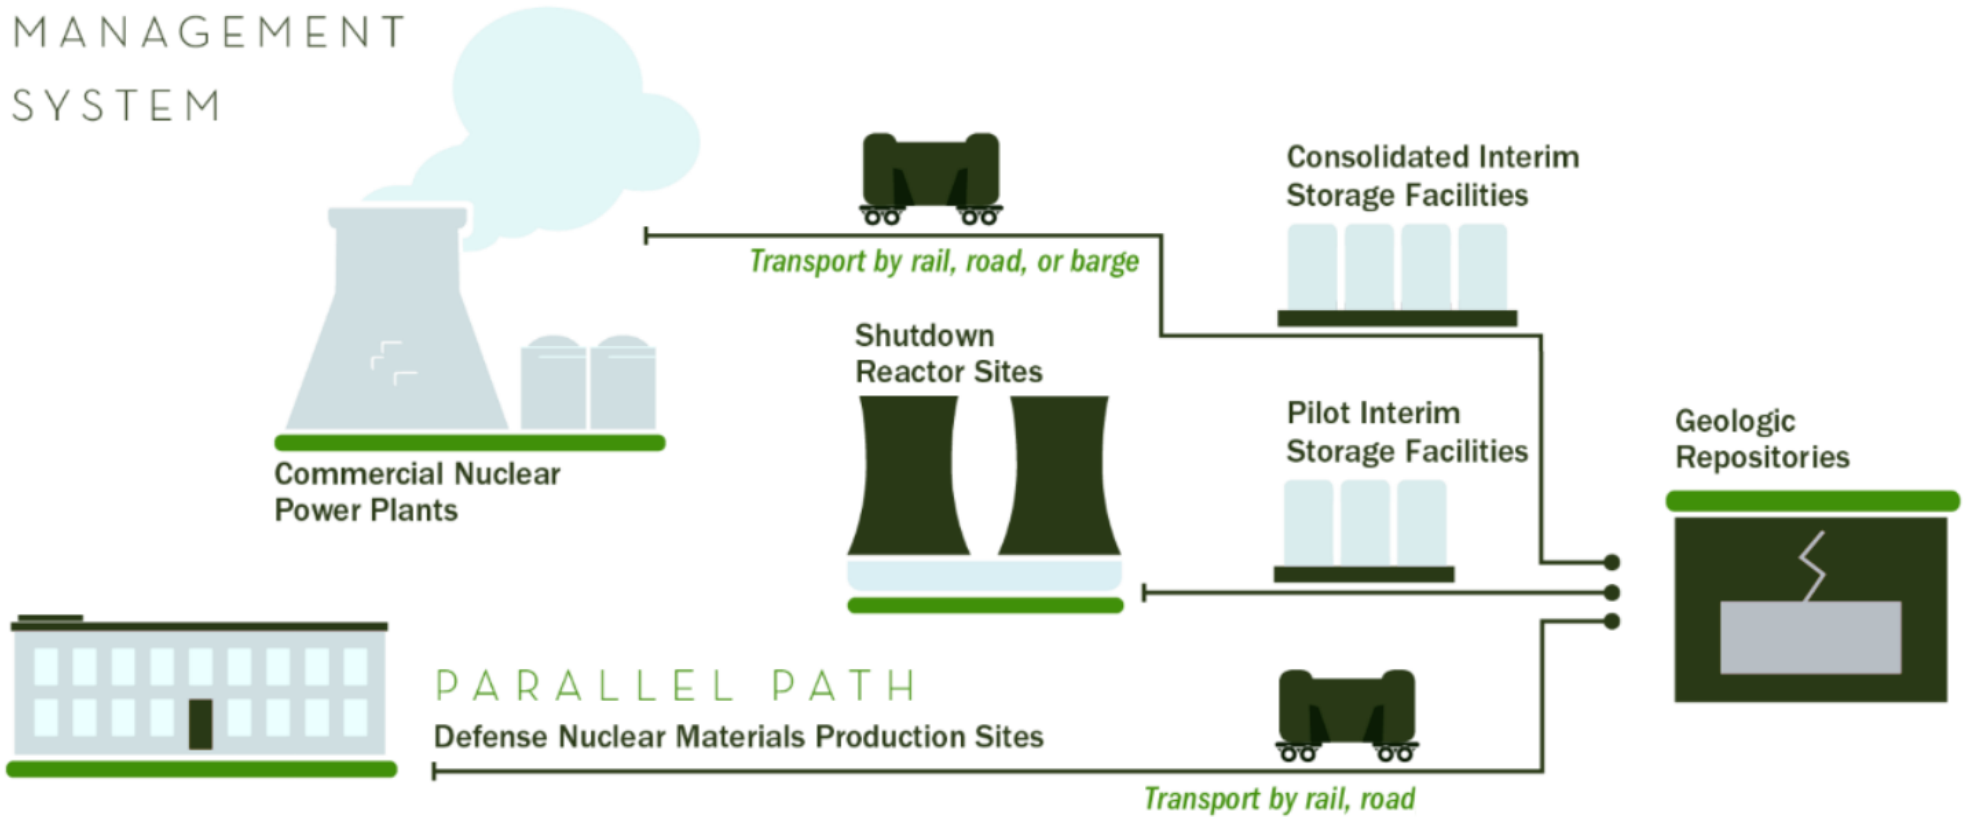 MANAGEMENT
SYSTEM
Consolidated Interim
Storage Facilities
Transport by rail, road, or barge
Shutdown
Reactor Sites
Pilot Interim
Storage Facilities
Geologic
Repositories
Commercial Nuclear
Power Plants
PARALLEL PATH
Defense Nuclear Materials Production Sites
Transport by rail, road